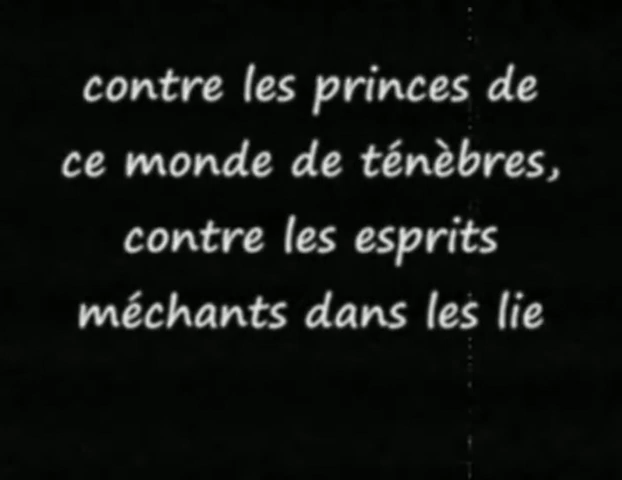 contre les princes de
ce monde de ténèbres,
contre les esprits
méchants dans les lie